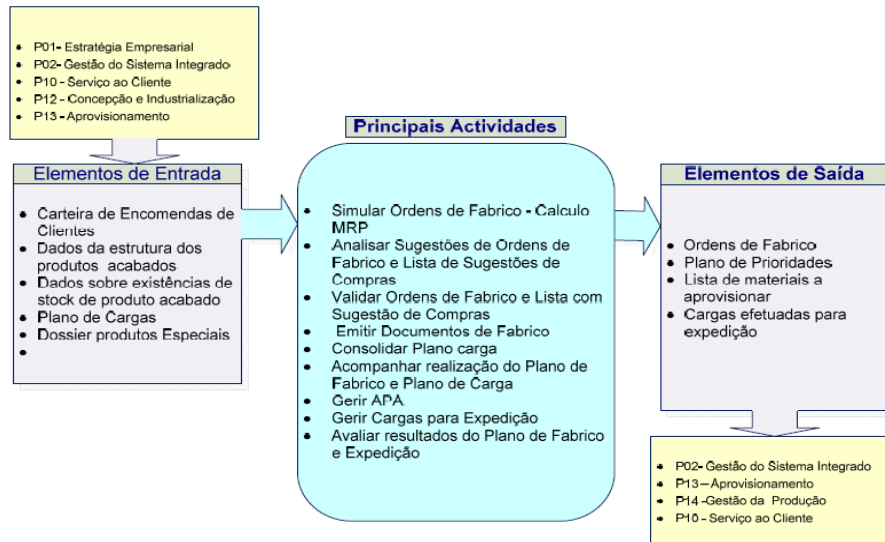 • P01- Estratégia Empresarial
• P02- Gestão do Sistema Integrado
• P10 - Serviço ao Cliente
• P12 - Concepção e Industrialização
• P13 - Aprovisionamento
Elementos de Entrada
• Carteira de Encomendas de
Clientes
• Dados da estrutura dos
produtos acabados
• Dados sobre existências de
stock de produto acabado
• Plano de Cargas
• Dossier produtos Especiais
•
Principais Actividades
• Simular Ordens de Fabrico - Calculo
MRP
• Analisar Sugestões de Ordens de
Fabrico e Lista de Sugestões de
Compras
• Validar Ordens de Fabrico e Lista com
Sugestão de Compras
• Emitir Documentos de Fabrico
• Consolidar Plano carga
• Acompanhar realização do Plano de
Fabrico e Plano de Carga
• Gerir APA
• Gerir Cargas para Expedição
• Avaliar resultados do Plano de Fabrico
e Expedição
Elementos de Saída
• Ordens de Fabrico
• Plano de Prioridades
• Lista de materiais a
aprovisionar
• Cargas efetuadas para
expedição
• P02- Gestão do Sistema Integrado
• P13–Aprovisionamento
• P14 -Gestão da Produção
• P10 - Serviço ao Cliente